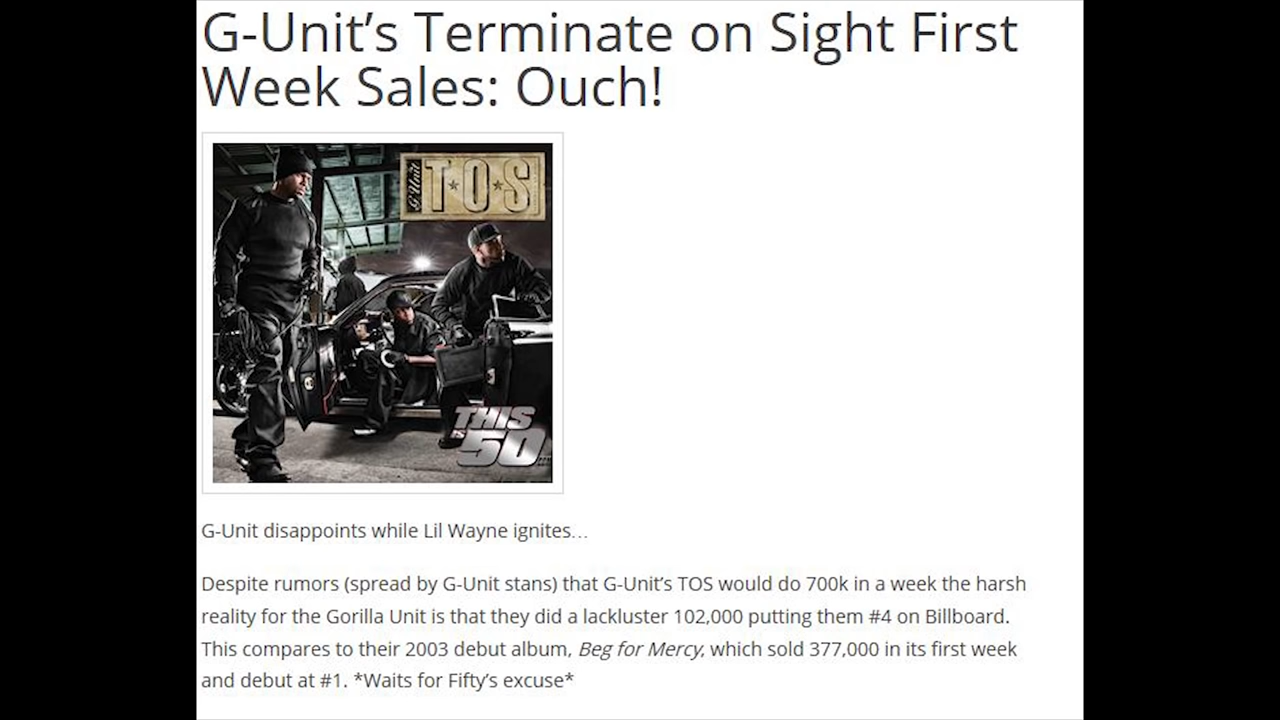 G-Unit’s Terminate on Sight First
Week Sales: Ouch!
G Unit
T★O★S
THIS
50
G-Unit disappoints while Lil Wayne ignites…
Despite rumors (spread by G-Unit stans) that G-Unit’s TOS would do 700k in a week the harsh
reality for the Gorilla Unit is that they did a lackluster 102,000 putting them #4 on Billboard.
This compares to their 2003 debut album, Beg for Mercy, which sold 377,000 in its first week
and debut at #1. *Waits for Fifty’s excuse*